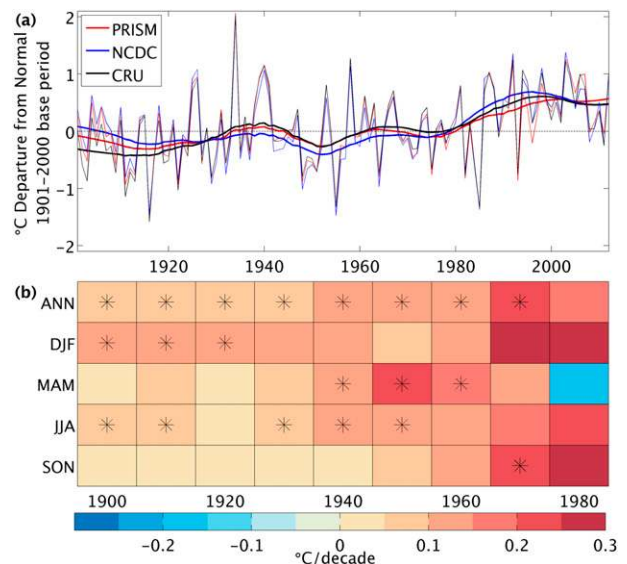 (a)
PRISM
NCDC
CRU
°C Departure from Normal
1901-2000 base period
2
1
0
-1
-2
1920 1940 1960 1980 2000
(b)
ANN
DJF
MAM
JJA
SON
1900 1920 1940 1960 1980
-0.2 -0.1 0 0.1 0.2 0.3
°C/decade